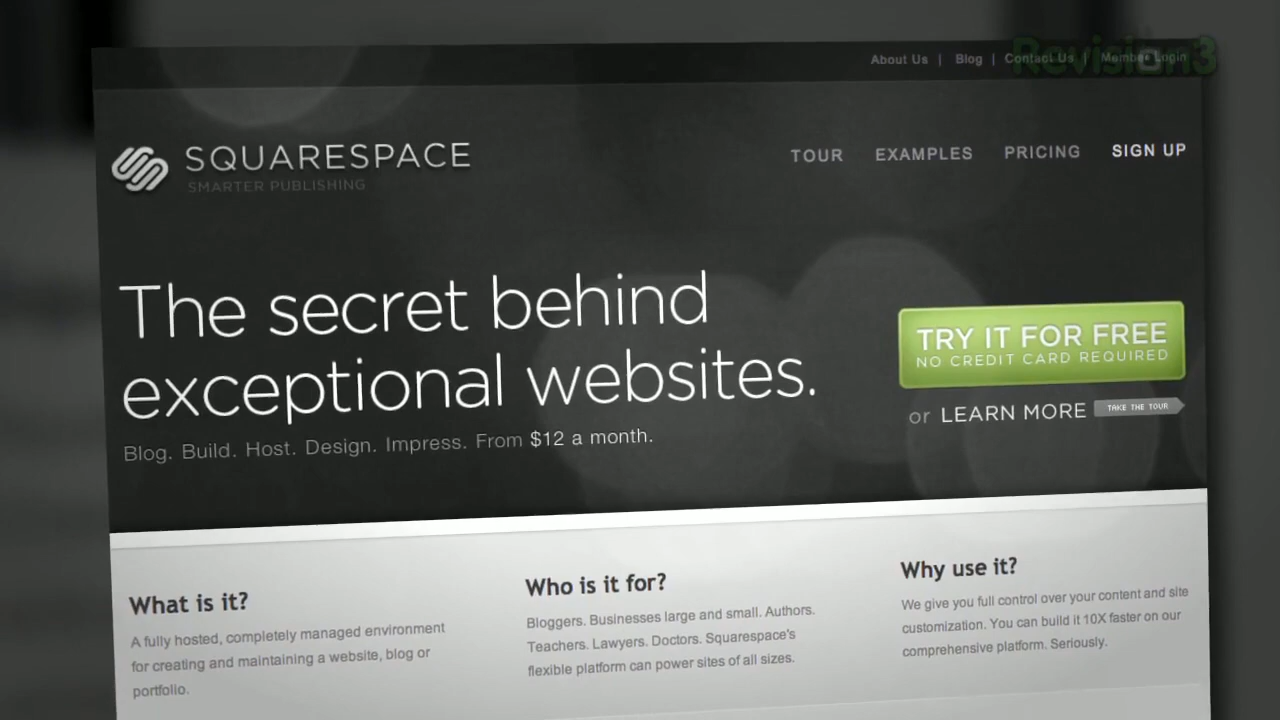 Revision3
About Us | Blog | Contact Us | Member Login
SQUARESPACE
SMARTER PUBLISHING
TOUR EXAMPLES PRICING SIGN UP
The secret behind
exceptional websites.
Blog. Build. Host. Design. Impress. From $12 a month.
TRY IT FOR FREE
NO CREDIT CARD REQUIRED
or LEARN MORE TAKE THE TOUR
What is it?
A fully hosted, completely managed environment
for creating and maintaining a website, blog or
portfolio.
Who is it for?
Bloggers. Businesses large and small. Authors.
Teachers. Lawyers. Doctors. Squarespace's
flexible platform can power sites of all sizes.
Why use it?
We give you full control over your content and site
customization. You can build it 10X faster on our
comprehensive platform. Seriously.